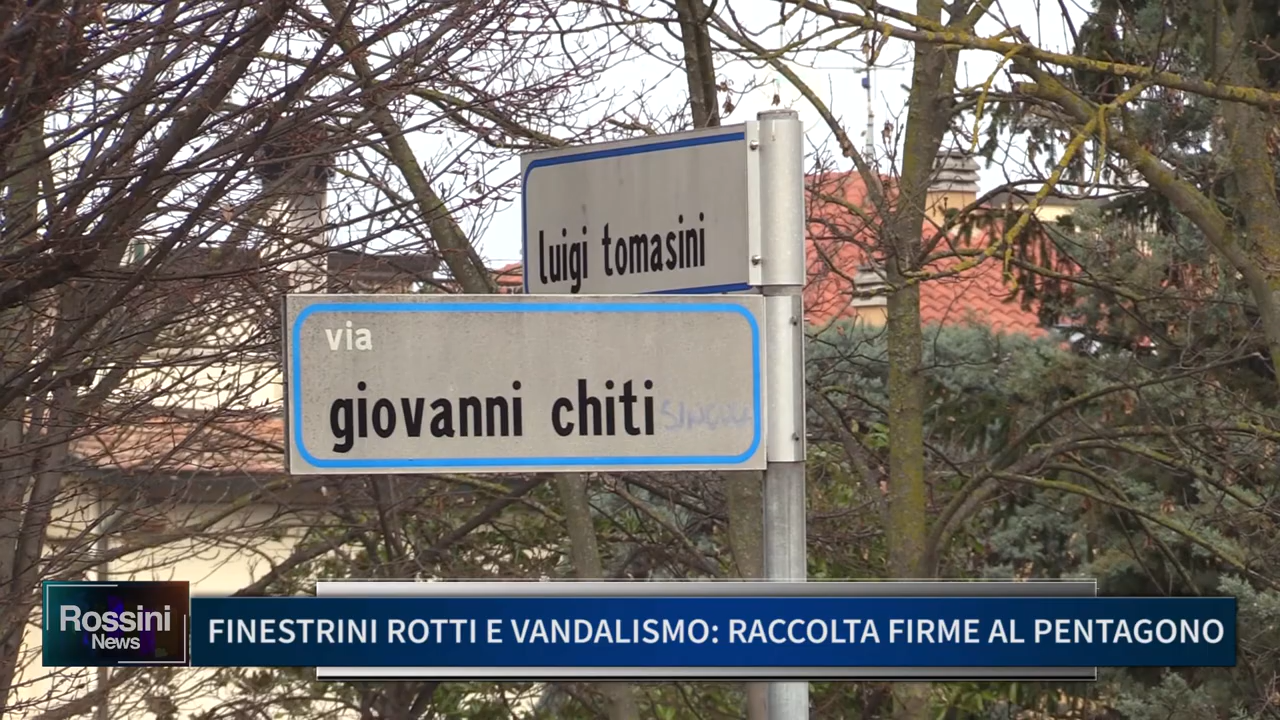 luigi tomasini
via
giovanni chiti
Rossini
News
FINESTRINI ROTTI E VANDALISMO: RACCOLTA FIRME AL PENTAGONO